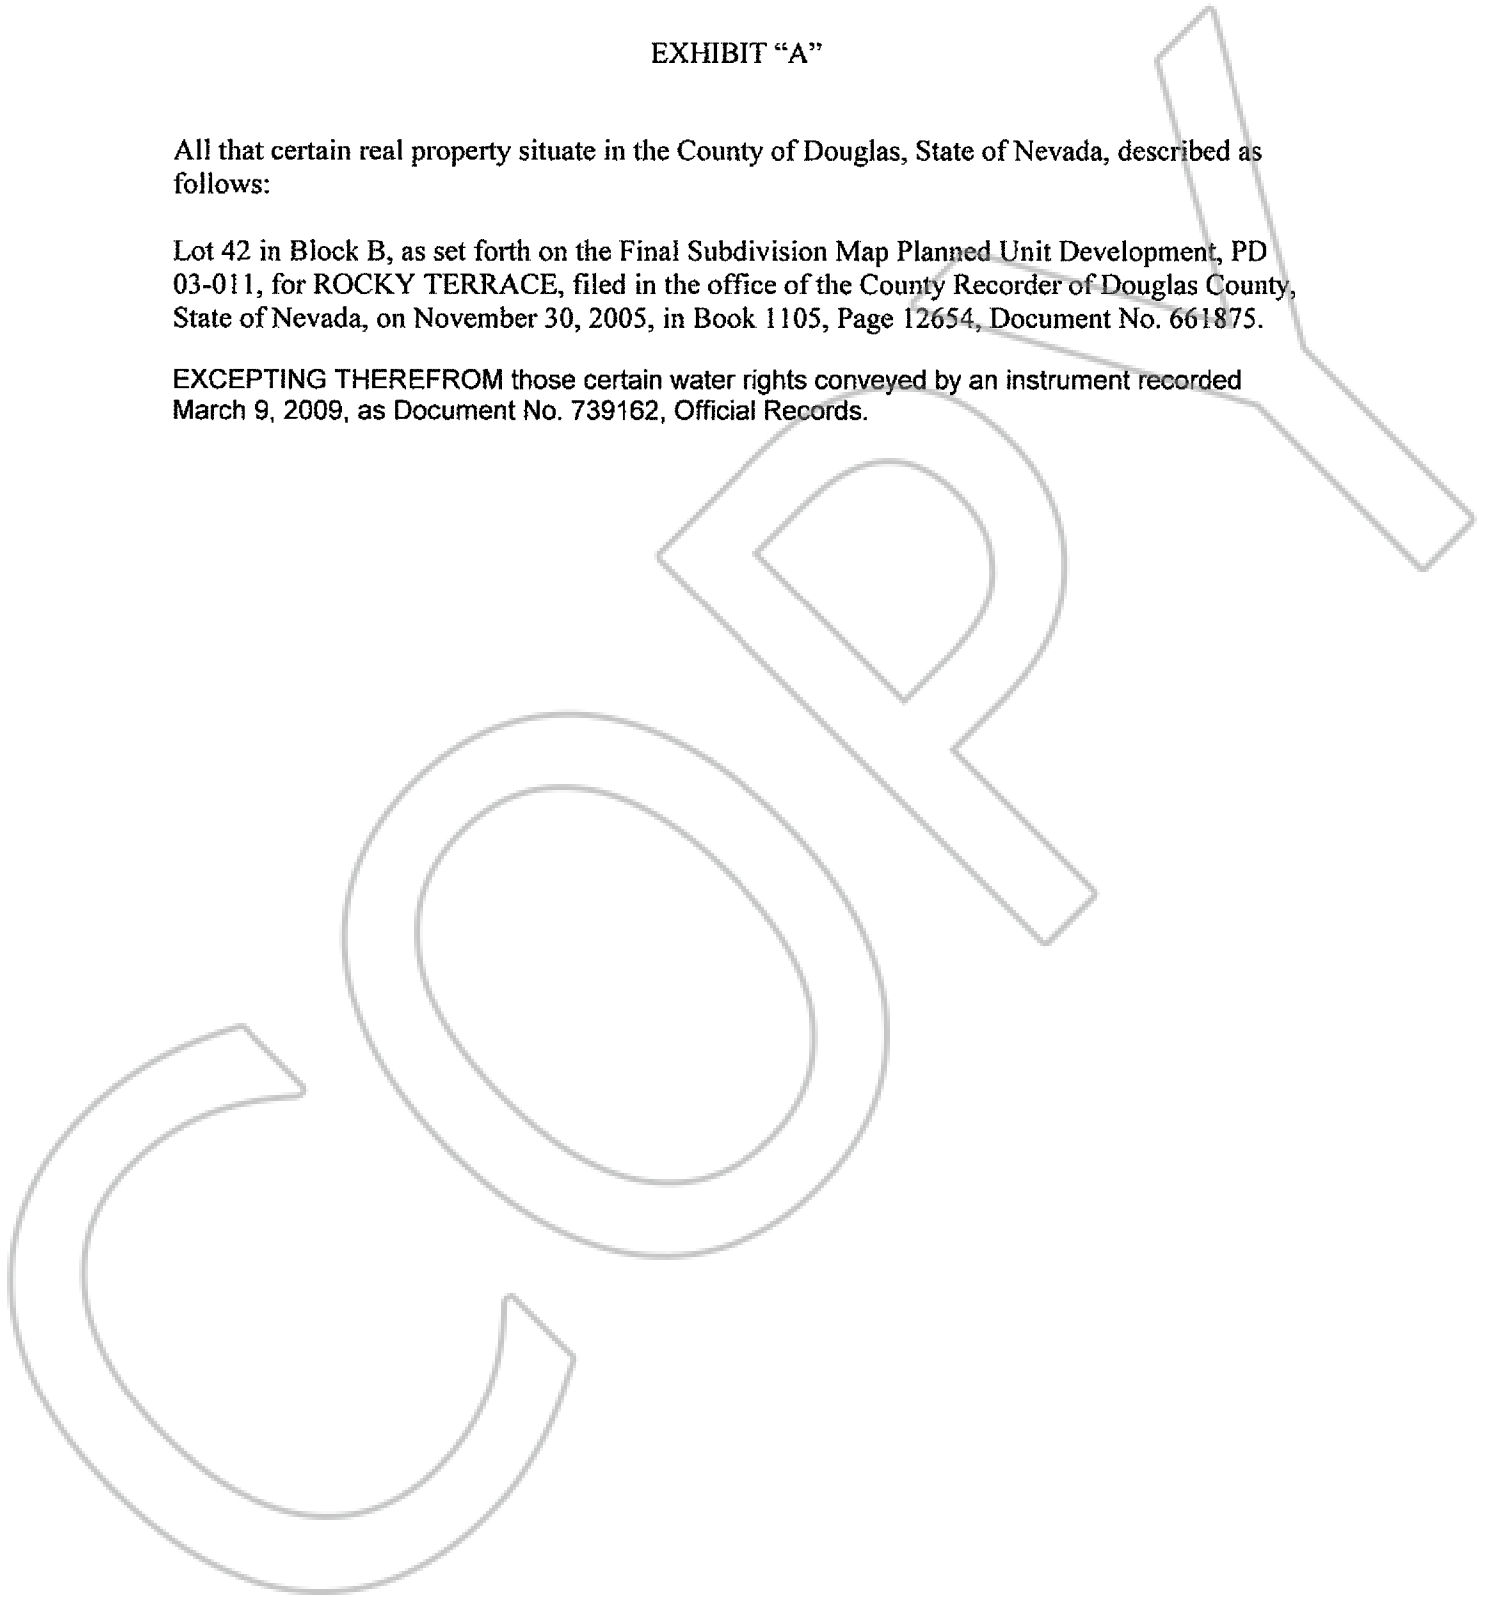 EXHIBIT “A”
All that certain real property situate in the County of Douglas, State of Nevada, described as
follows:
Lot 42 in Block B, as set forth on the Final Subdivision Map Planned Unit Development, PD
03-011, for ROCKY TERRACE, filed in the office of the County Recorder of Douglas County,
State of Nevada, on November 30, 2005, in Book 1105, Page 12654, Document No. 661875.
EXCEPTING THEREFROM those certain water rights conveyed by an instrument recorded
March 9, 2009, as Document No. 739162, Official Records.
COPY